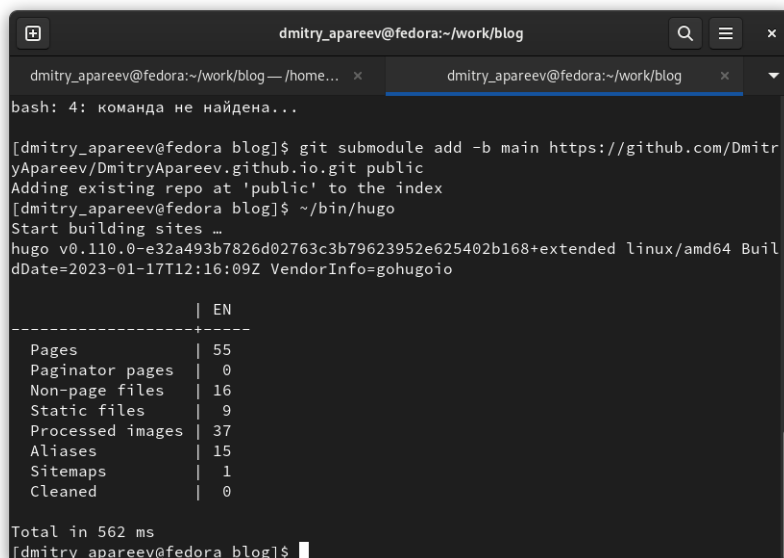 dmitry_apareev@fedora:~/work/blog
dmitry_apareev@fedora:~/work/blog — /home… ×
dmitry_apareev@fedora:~/work/blog ×
bash: 4: команда не найдена...
[dmitry_apareev@fedora blog]$ git submodule add -b main https://github.com/Dmitr
yApareev/DmitryApareev.github.io.git public
Adding existing repo at 'public' to the index
[dmitry_apareev@fedora blog]$ ~/bin/hugo
Start building sites …
hugo v0.110.0-e32a493b7826d02763c3b79623952e625402b168+extended linux/amd64 Buil
dDate=2023-01-17T12:16:09Z VendorInfo=gohugoio
                   | EN
-------------------+-----
  Pages            | 55
  Paginator pages  |  0
  Non-page files   | 16
  Static files     |  9
  Processed images | 37
  Aliases          | 15
  Sitemaps         |  1
  Cleaned          |  0
Total in 562 ms
[dmitry_apareev@fedora blog]$